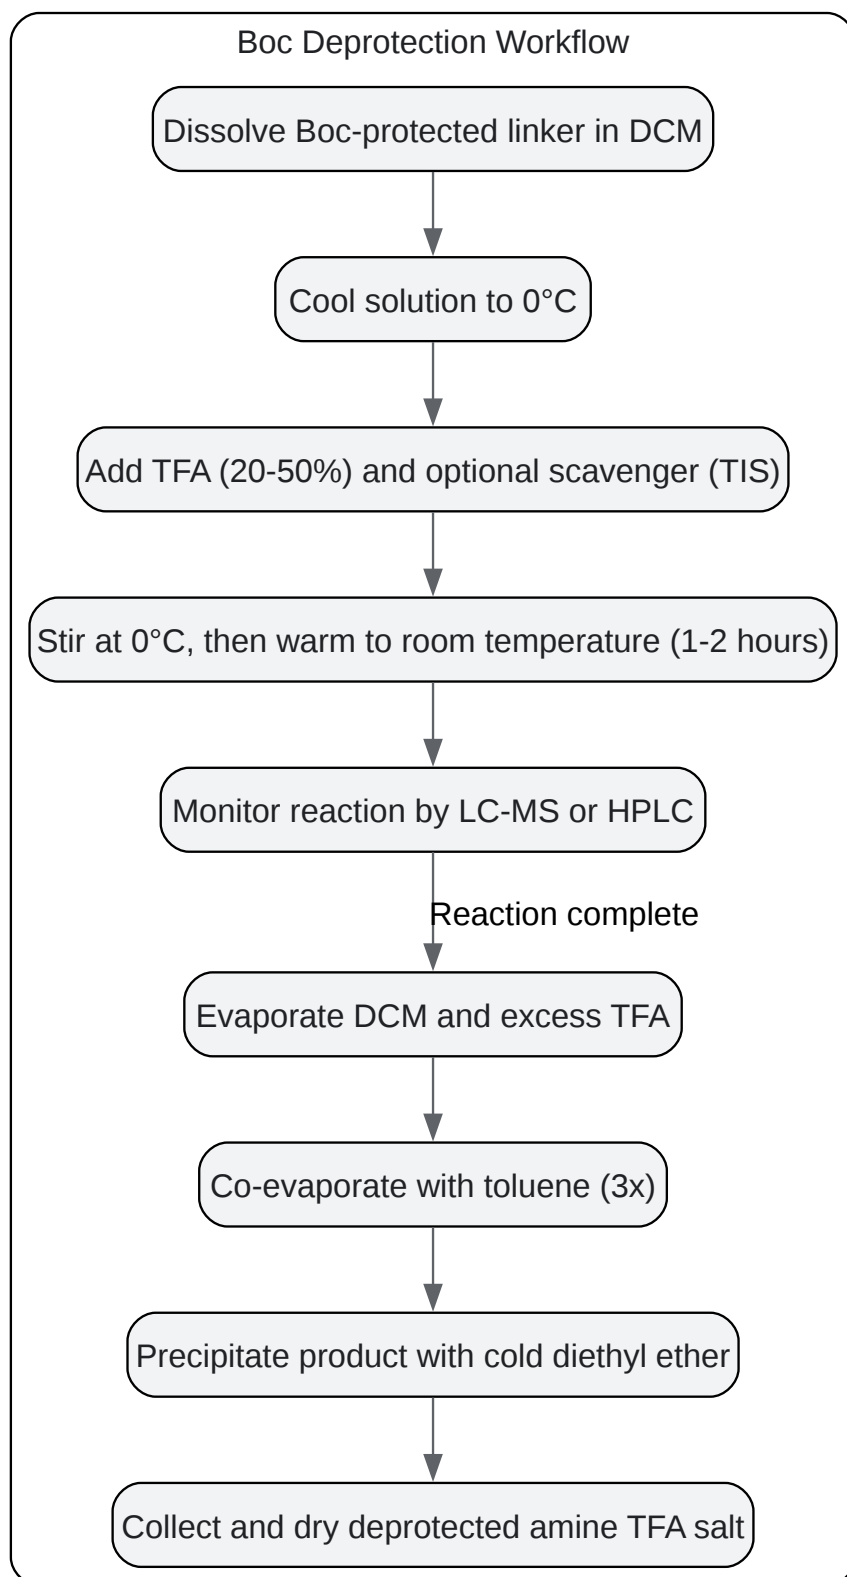 Boc Deprotection Workflow
Dissolve Boc-protected linker in DCM
Cool solution to 0°C
Add TFA (20-50%) and optional scavenger (TIS)
Stir at 0°C, then warm to room temperature (1-2 hours)
Monitor reaction by LC-MS or HPLC
Reaction complete
Evaporate DCM and excess TFA
Co-evaporate with toluene (3x)
Precipitate product with cold diethyl ether
Collect and dry deprotected amine TFA salt